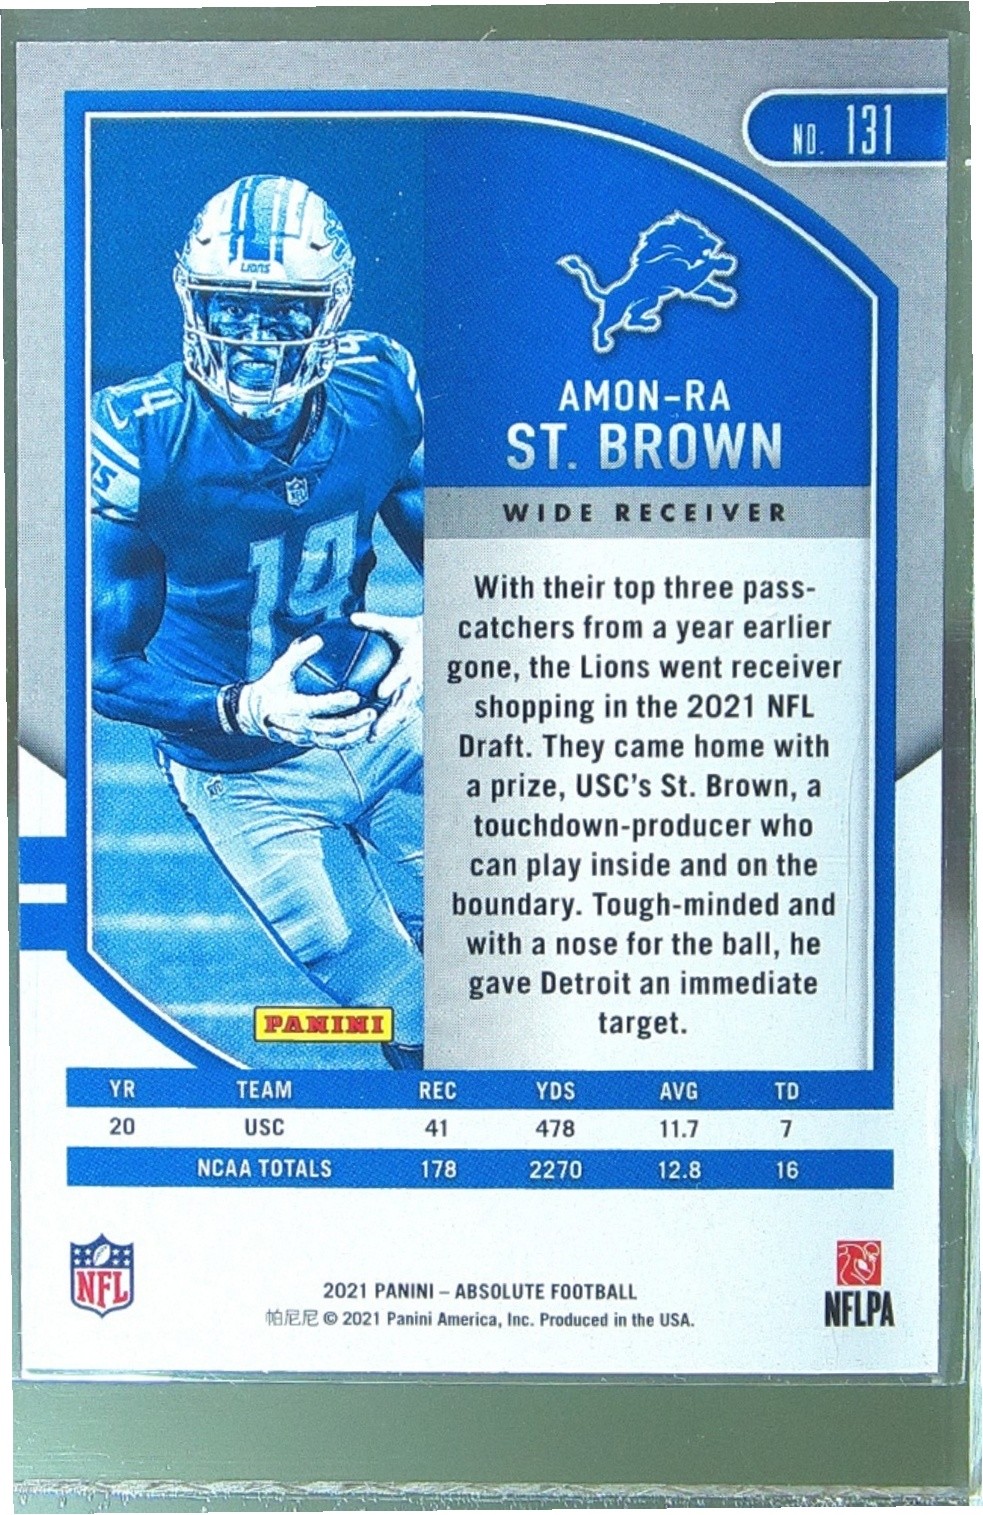 NO. 131
LIONS
14
14
AMON-RA
ST. BROWN
WIDE RECEIVER
With their top three pass-
catchers from a year earlier
gone, the Lions went receiver
shopping in the 2021 NFL
Draft. They came home with
a prize, USC's St. Brown, a
touchdown-producer who
can play inside and on the
boundary. Tough-minded and
with a nose for the ball, he
gave Detroit an immediate
target.
PANINI
YR TEAM REC YDS AVG TD
20 USC 41 478 11.7 7
NCAA TOTALS 178 2270 12.8 16
NFL
NFLPA
2021 PANINI – ABSOLUTE FOOTBALL
帕尼尼 © 2021 Panini America, Inc. Produced in the USA.